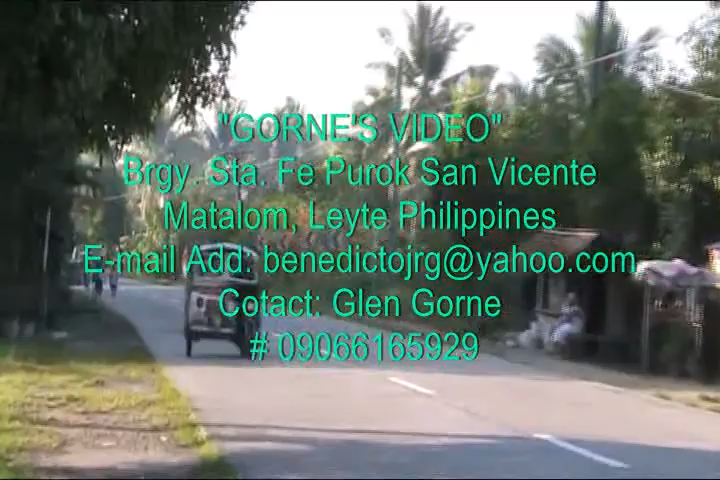 "GORNE'S VIDEO"
Brgy. Sta. Fe Purok San Vicente
Matalom, Leyte Philippines
E-mail Add: benedictojrg@yahoo.com
Cotact: Glen Gorne
# 09066165929